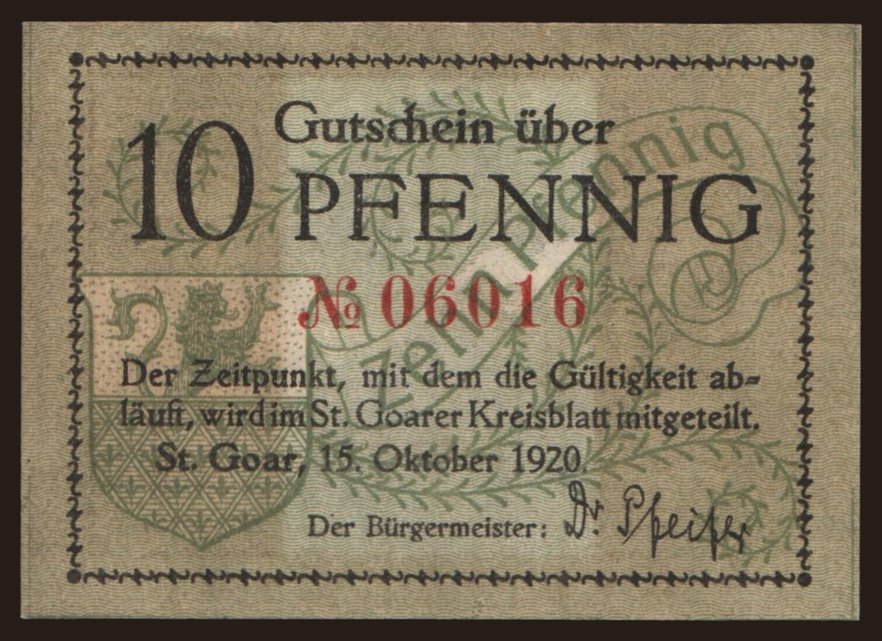 Gutschein über
10 PFENNIG
Zehn Pfennig
№ 06016
Der Zeitpunkt, mit dem die Gültigkeit ab=
läuft, wird im St. Goarer Kreisblatt mitgeteilt.
St. Goar, 15. Oktober 1920.
Der Bürgermeister: Dr. Pfeifer